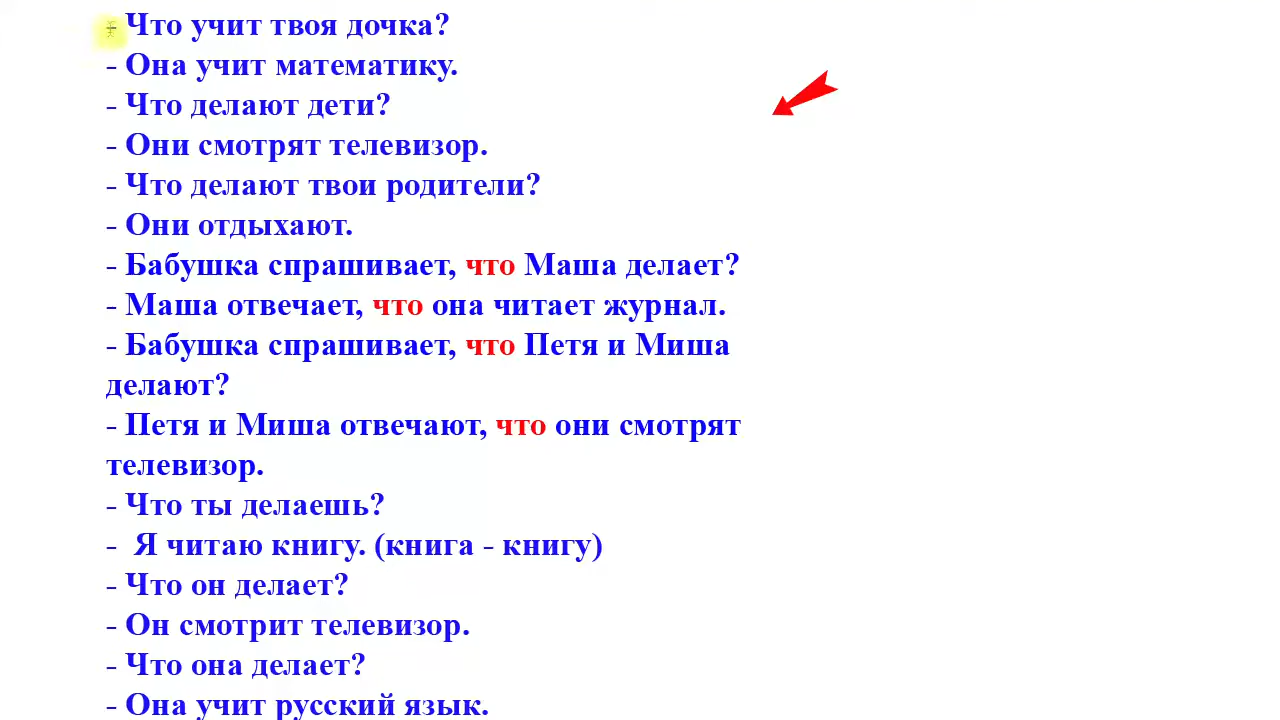 - Что учит твоя дочка?
- Она учит математику.
- Что делают дети?
- Они смотрят телевизор.
- Что делают твои родители?
- Они отдыхают.
- Бабушка спрашивает, что Маша делает?
- Маша отвечает, что она читает журнал.
- Бабушка спрашивает, что Петя и Миша
делают?
- Петя и Миша отвечают, что они смотрят
телевизор.
- Что ты делаешь?
-  Я читаю книгу. (книга - книгу)
- Что он делает?
- Он смотрит телевизор.
- Что она делает?
- Она учит русский язык.